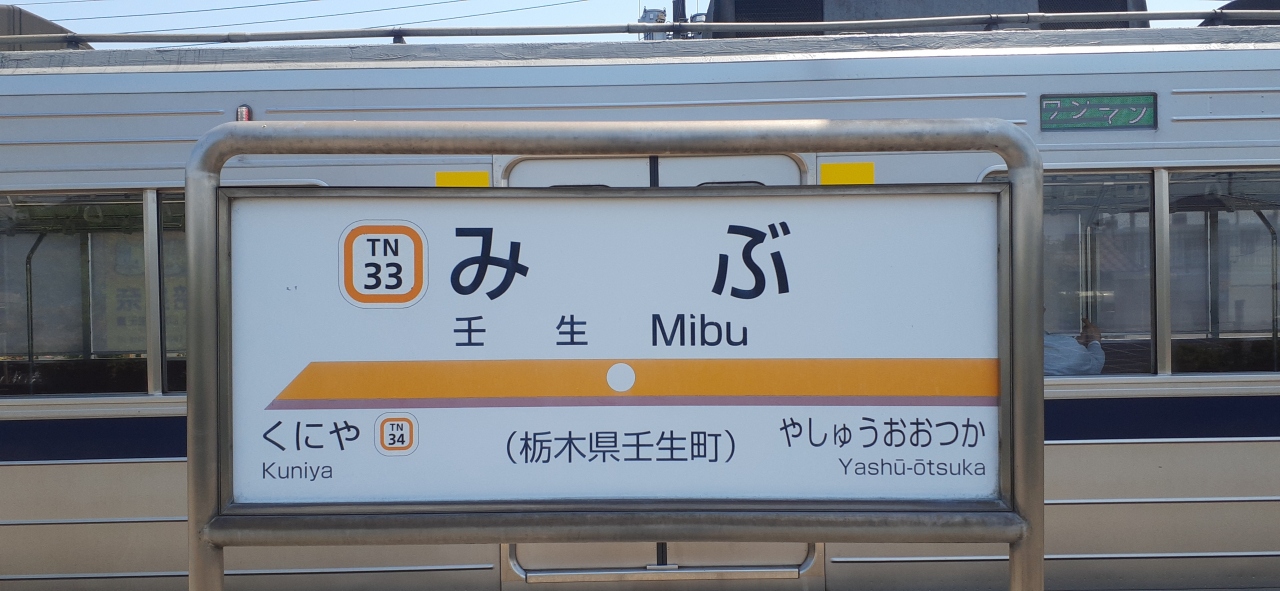 ワンマン
TN
33
みぶ
壬生 Mibu
くにや
TN
34
(栃木県壬生町)
やしゅうおおつか
Kuniya
Yashū-ōtsuka